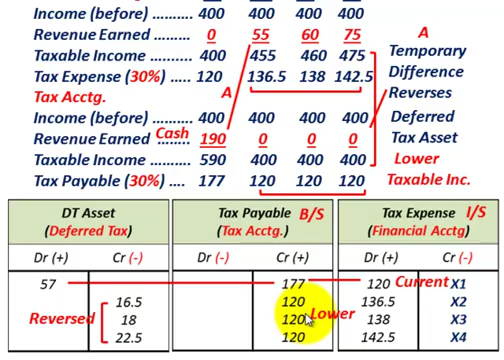 Income (before) .......... 400 400 400 400
Revenue Earned ......... 0 55 60 75 A
Taxable Income .......... 400 455 460 475 Temporary
Tax Expense (30%) ..... 120 136.5 138 142.5 Difference
Tax Acctg. A Reverses
Income (before) .......... 400 400 400 400 Deferred
Revenue Earned Cash ......... 190 0 0 0 Tax Asset
Taxable Income .......... 590 400 400 400 Lower
Tax Payable (30%) .... 177 120 120 120 Taxable Inc.
DT Asset Tax Payable B/S Tax Expense I/S
(Deferred Tax) (Tax Acctg.) (Financial Acctg)
Dr (+) Cr (-) Dr (-) Cr (+) Dr (+) Cr (-)
57 177 120 Current X1
16.5 120 136.5 X2
Reversed 18 120 Lower 138 X3
22.5 120 142.5 X4